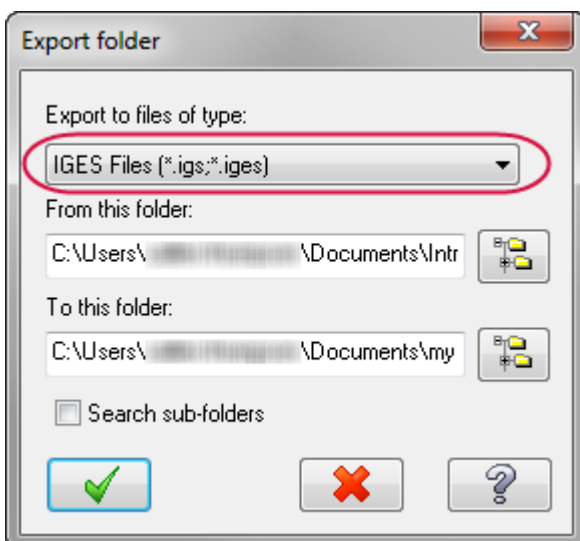 Export folder
Export to files of type:
IGES Files (*.igs;*.iges)
From this folder:
C:\Users\ \Documents\Intr
To this folder:
C:\Users\ \Documents\my
Search sub-folders